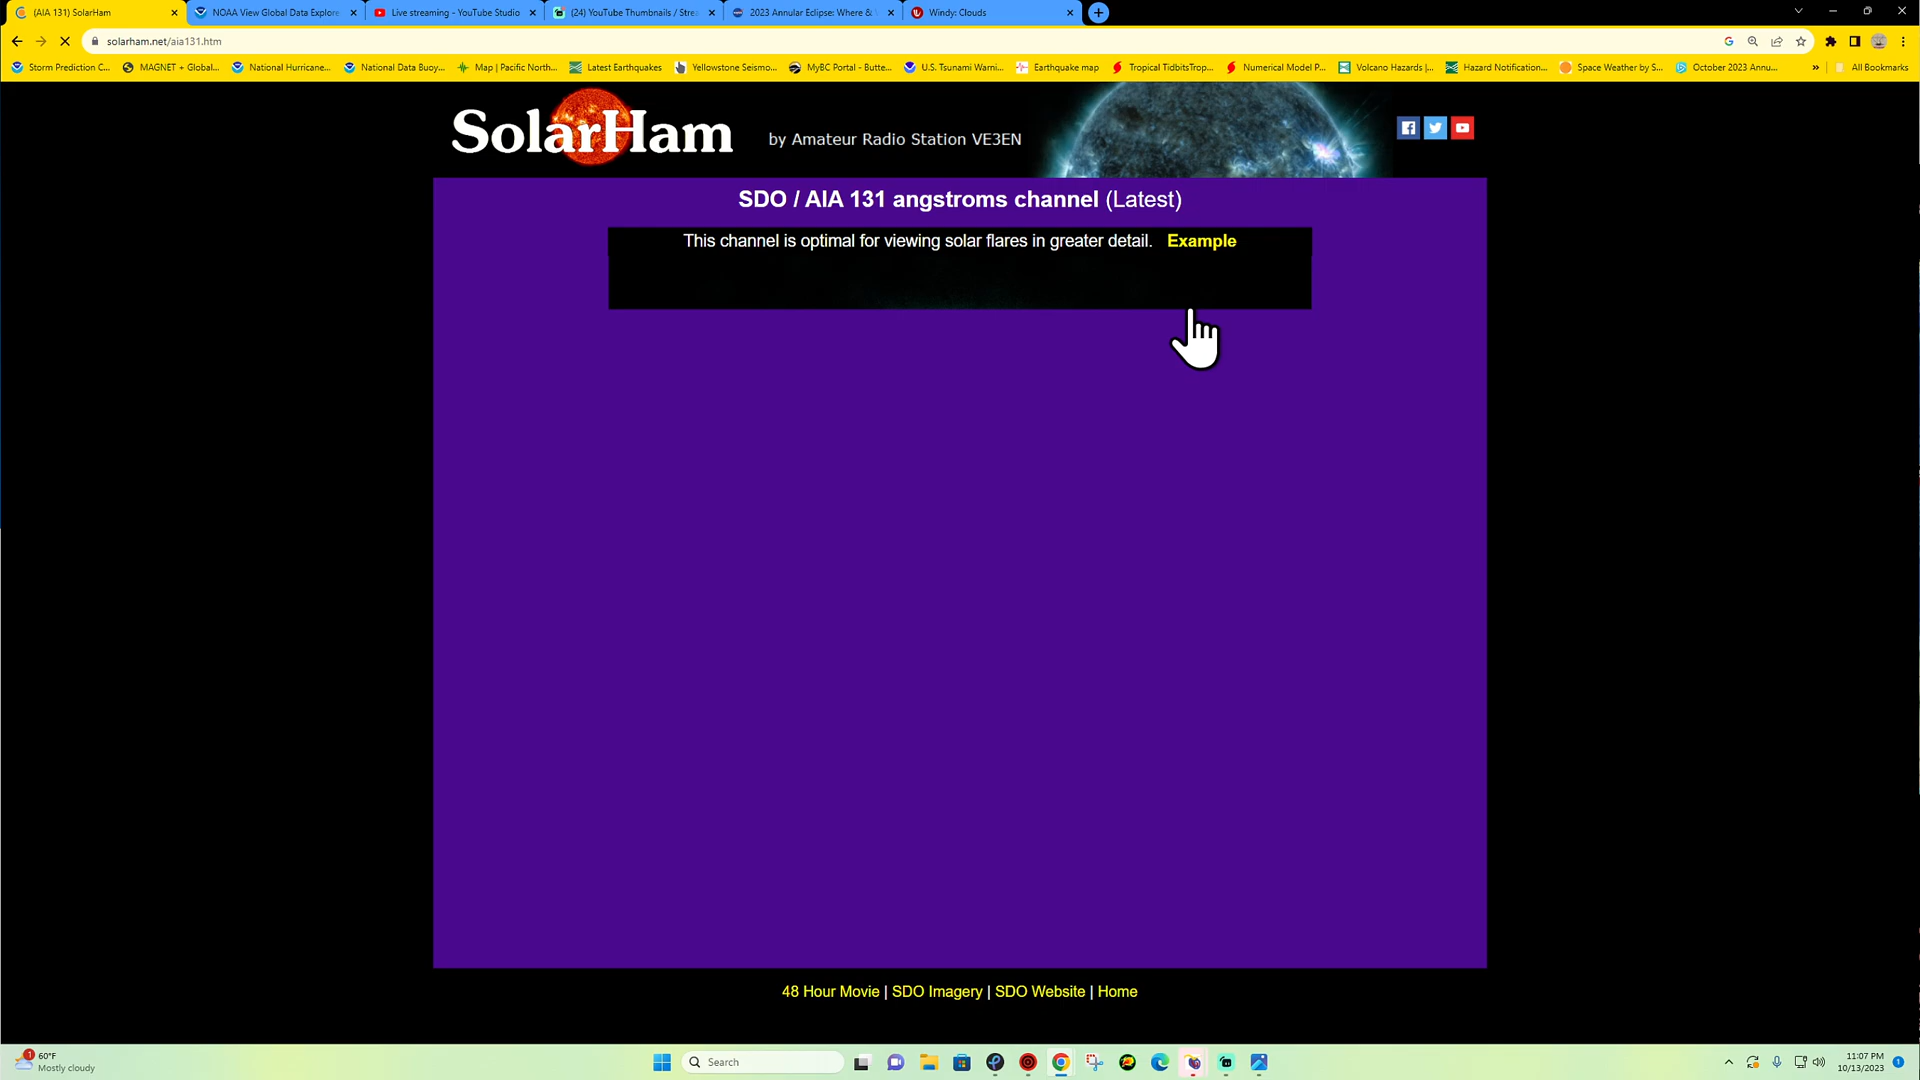 (AIA 131) SolarHam
NOAA View Global Data Explore
Live streaming - YouTube Studio
(24) YouTube Thumbnails / Strea
2023 Annular Eclipse: Where &
Windy: Clouds
solarham.net/aia131.htm
Storm Prediction C...
MAGNET + Global...
National Hurricane...
National Data Buoy...
Map | Pacific North...
Latest Earthquakes
Yellowstone Seismo...
MyBC Portal - Butte...
U.S. Tsunami Warni...
Earthquake map
Tropical TidbitsTrop...
Numerical Model P...
Volcano Hazards |...
Hazard Notification...
Space Weather by S...
October 2023 Annu...
All Bookmarks
SolarHam
by Amateur Radio Station VE3EN
SDO / AIA 131 angstroms channel (Latest)
This channel is optimal for viewing solar flares in greater detail. Example
48 Hour Movie | SDO Imagery | SDO Website | Home
1
60°F
Mostly cloudy
Search
11:07 PM
10/13/2023
1